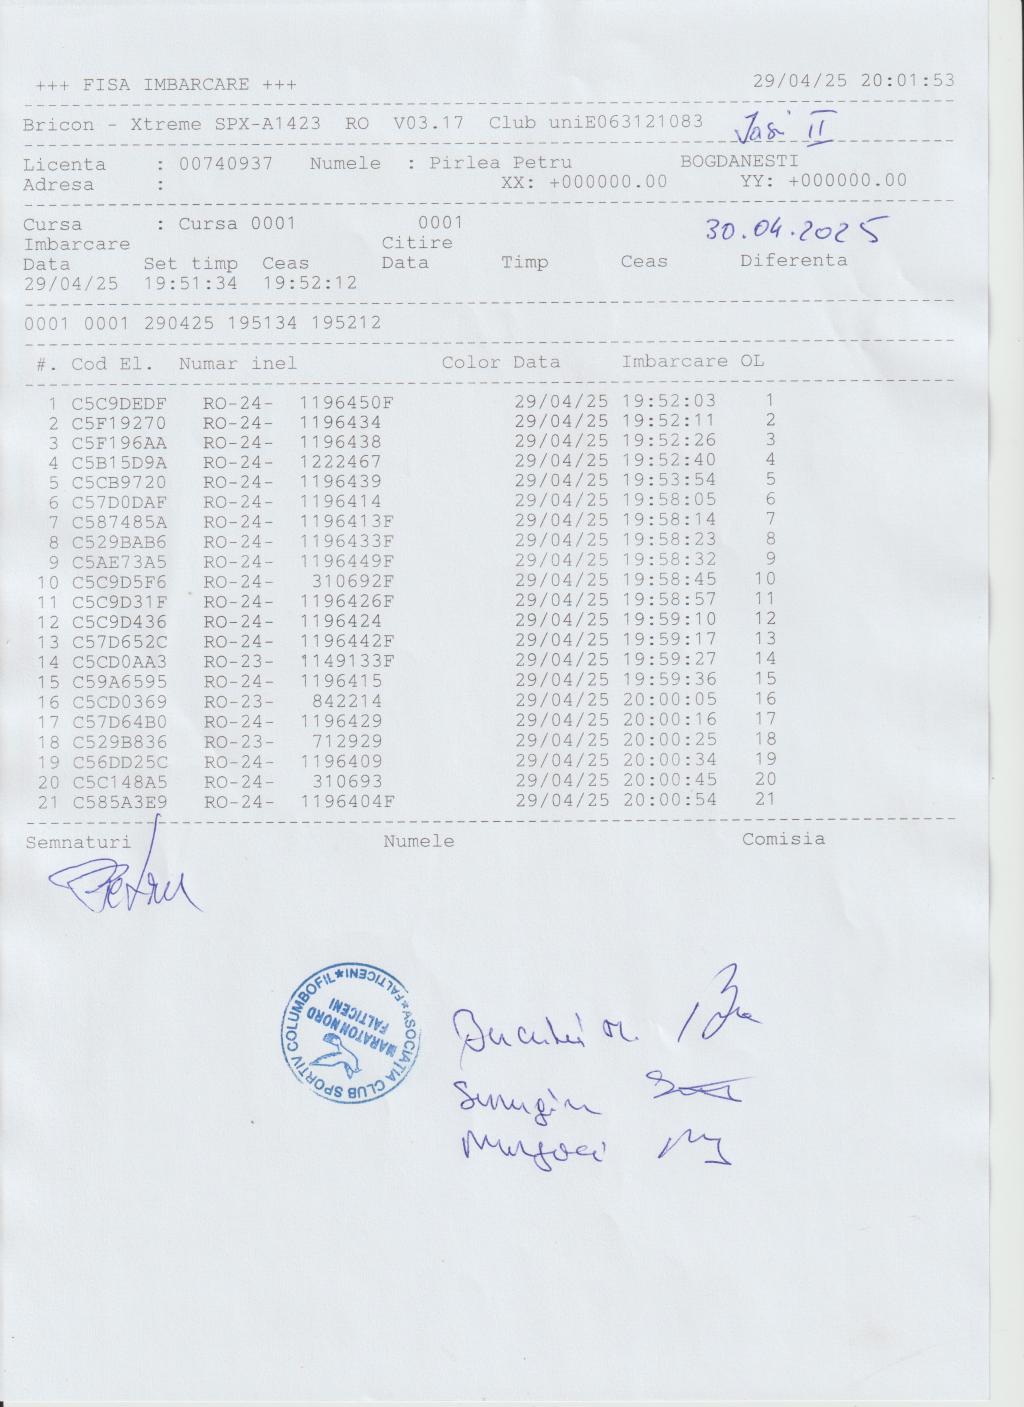 +++ FISA IMBARCARE +++ 29/04/25 20:01:53
Bricon - Xtreme SPX-A1423 RO V03.17 Club uniE063121083 Iasi II
Licenta : 00740937 Numele : Pirlea Petru BOGDANESTI
Adresa : XX: +000000.00 YY: +000000.00
Cursa : Cursa 0001 0001 30.04.2025
Imbarcare Citire
Data Set timp Ceas Data Timp Ceas Diferenta
29/04/25 19:51:34 19:52:12
0001 0001 290425 195134 195212
#. Cod El. Numar inel Color Data Imbarcare OL
1 C5C9DEDF RO-24- 1196450F 29/04/25 19:52:03 1
2 C5F19270 RO-24- 1196434 29/04/25 19:52:11 2
3 C5F196AA RO-24- 1196438 29/04/25 19:52:26 3
4 C5B15D9A RO-24- 1222467 29/04/25 19:52:40 4
5 C5CB9720 RO-24- 1196439 29/04/25 19:53:54 5
6 C57D0DAF RO-24- 1196414 29/04/25 19:58:05 6
7 C587485A RO-24- 1196413F 29/04/25 19:58:14 7
8 C529BAB6 RO-24- 1196433F 29/04/25 19:58:23 8
9 C5AE73A5 RO-24- 1196449F 29/04/25 19:58:32 9
10 C5C9D5F6 RO-24- 310692F 29/04/25 19:58:45 10
11 C5C9D31F RO-24- 1196426F 29/04/25 19:58:57 11
12 C5C9D436 RO-24- 1196424 29/04/25 19:59:10 12
13 C57D652C RO-24- 1196442F 29/04/25 19:59:17 13
14 C5CD0AA3 RO-23- 1149133F 29/04/25 19:59:27 14
15 C59A6595 RO-24- 1196415 29/04/25 19:59:36 15
16 C5CD0369 RO-23- 842214 29/04/25 20:00:05 16
17 C57D64B0 RO-24- 1196429 29/04/25 20:00:16 17
18 C529B836 RO-23- 712929 29/04/25 20:00:25 18
19 C56DD25C RO-24- 1196409 29/04/25 20:00:34 19
20 C5C148A5 RO-24- 310693 29/04/25 20:00:45 20
21 C585A3E9 RO-24- 1196404F 29/04/25 20:00:54 21
Semnaturi Numele Comisia
Petru
ASOCIATIA CLUB SPORTIV COLUMBOFIL*FALTICENI*
MARATON NORD
FALTICENI